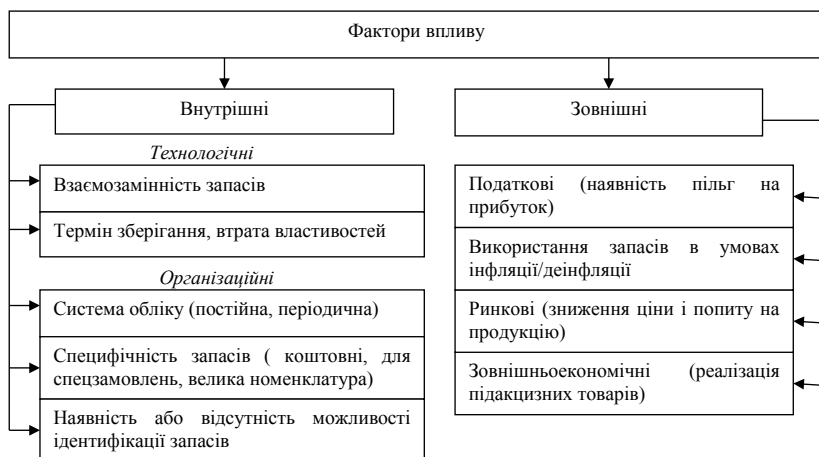 Фактори впливу
Внутрішні
Зовнішні
Технологічні
Взаємозамінність запасів
Термін зберігання, втрата властивостей
Організаційні
Система обліку (постійна, періодична)
Специфічність запасів ( коштовні, для
спецзамовлень, велика номенклатура)
Наявність або відсутність можливості
ідентифікації запасів
Податкові (наявність пільг на
прибуток)
Використання запасів в умовах
інфляції/деінфляції
Ринкові (зниження ціни і попиту на
продукцію)
Зовнішньоекономічні (реалізація
підакцизних товарів)